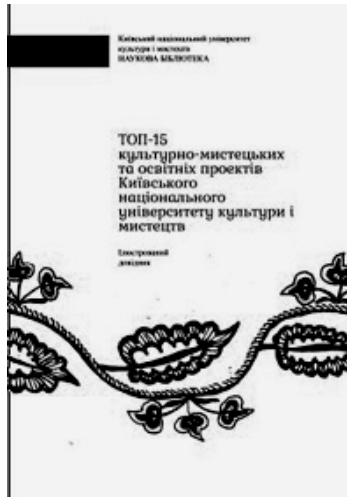 Київський національний університет
культури і мистецтв
НАУКОВА БІБЛІОТЕКА
ТОП-15
культурно-мистецьких
та освітніх проектів
Київського
національного
університету культури і
мистецтв
Ілюстрований
довідник